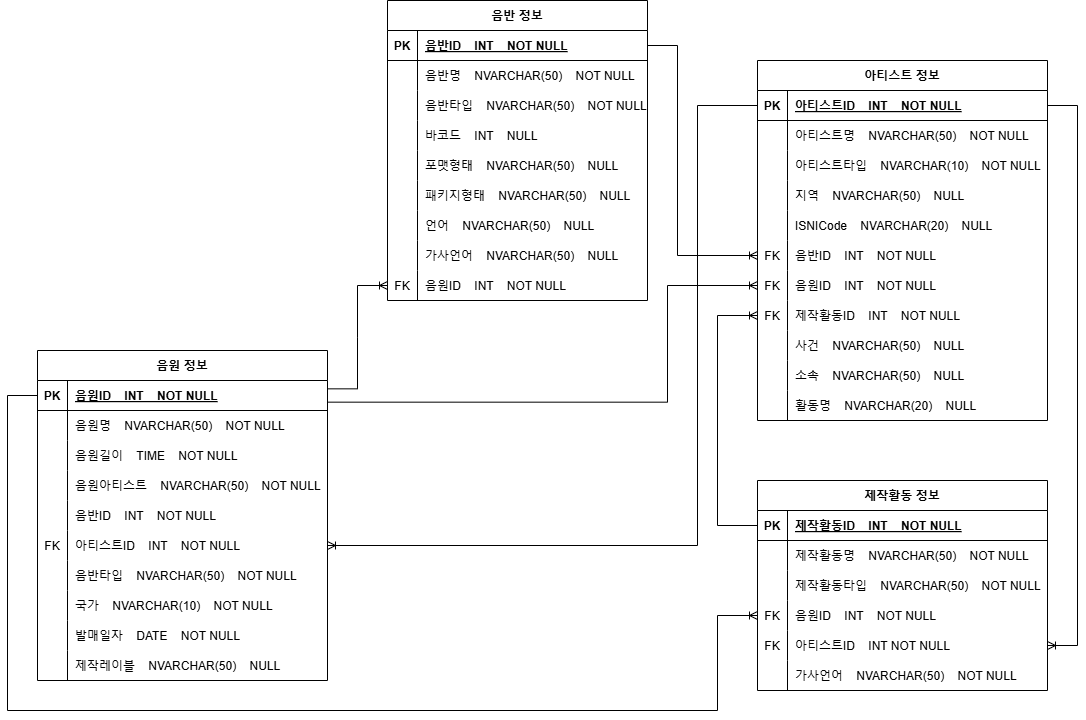 음반 정보
PK 음반ID INT NOT NULL
음반명 NVARCHAR(50) NOT NULL
음반타입 NVARCHAR(50) NOT NULL
바코드 INT NULL
포맷형태 NVARCHAR(50) NULL
패키지형태 NVARCHAR(50) NULL
언어 NVARCHAR(50) NULL
가사언어 NVARCHAR(50) NULL
FK 음원ID INT NOT NULL
아티스트 정보
PK 아티스트ID INT NOT NULL
아티스트명 NVARCHAR(50) NOT NULL
아티스트타입 NVARCHAR(10) NOT NULL
지역 NVARCHAR(50) NULL
ISNICode NVARCHAR(20) NULL
FK 음반ID INT NOT NULL
FK 음원ID INT NOT NULL
FK 제작활동ID INT NOT NULL
사건 NVARCHAR(50) NULL
소속 NVARCHAR(50) NULL
활동명 NVARCHAR(20) NULL
음원 정보
PK 음원ID INT NOT NULL
음원명 NVARCHAR(50) NOT NULL
음원길이 TIME NOT NULL
음원아티스트 NVARCHAR(50) NOT NULL
음반ID INT NOT NULL
FK 아티스트ID INT NOT NULL
음반타입 NVARCHAR(50) NOT NULL
국가 NVARCHAR(10) NOT NULL
발매일자 DATE NOT NULL
제작레이블 NVARCHAR(50) NULL
제작활동 정보
PK 제작활동ID INT NOT NULL
제작활동명 NVARCHAR(50) NOT NULL
제작활동타입 NVARCHAR(50) NOT NULL
FK 음원ID INT NOT NULL
FK 아티스트ID INT NOT NULL
가사언어 NVARCHAR(50) NOT NULL